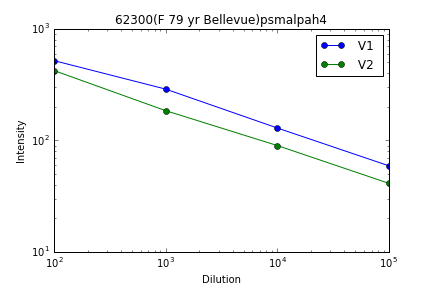 62300(F 79 yr Bellevue)psmalpah4
V1
V2
Intensity
10³
10²
10¹
10² 10³ 10⁴ 10⁵
Dilution